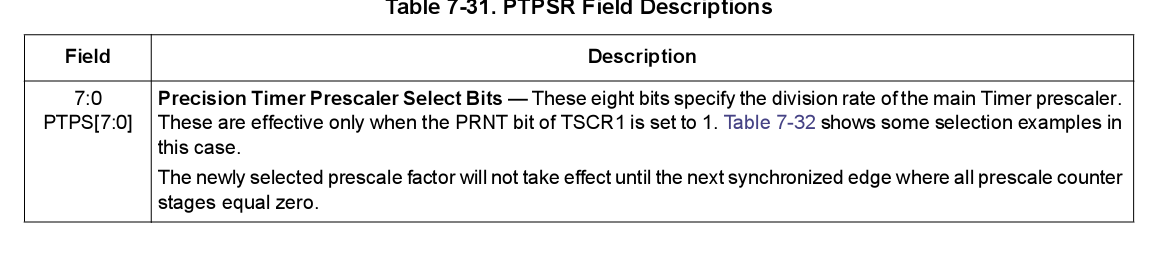 Table 7-31. PTPSR Field Descriptions
Field
Description
7:0
PTPS[7:0]
Precision Timer Prescaler Select Bits — These eight bits specify the division rate of the main Timer prescaler.
These are effective only when the PRNT bit of TSCR1 is set to 1. Table 7-32 shows some selection examples in
this case.
The newly selected prescale factor will not take effect until the next synchronized edge where all prescale counter
stages equal zero.